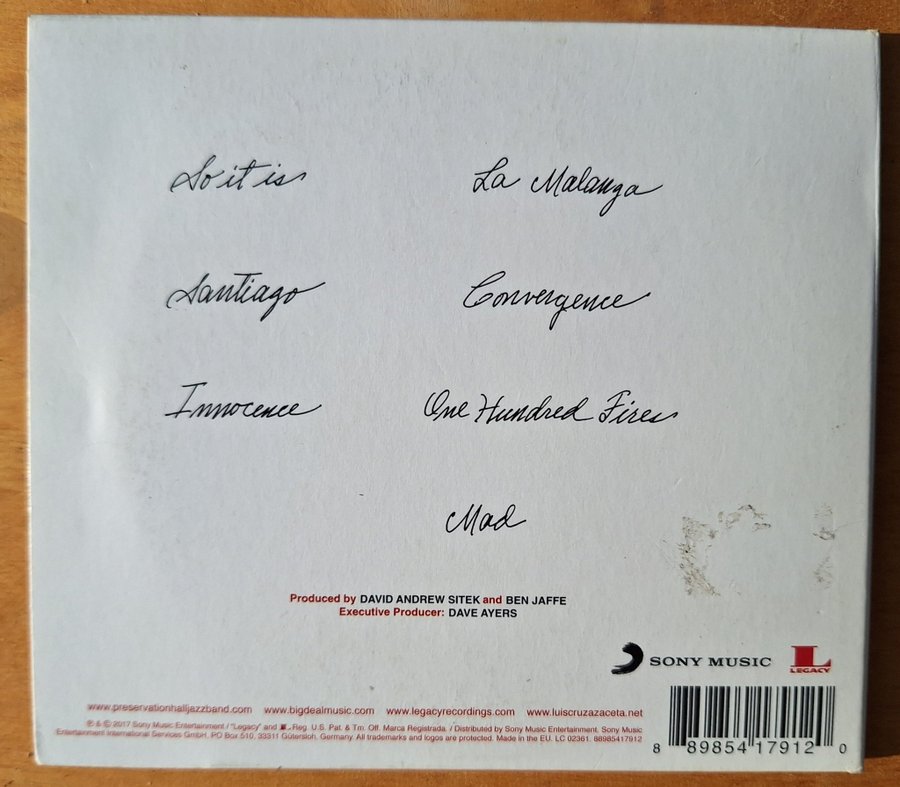 So it is
Santiago
Innocence
La Malanga
Convergence
One Hundred Fires
Mad
Produced by DAVID ANDREW SITEK and BEN JAFFE
Executive Producer: DAVE AYERS
SONY MUSIC
L
LEGACY
www.preservationhalljazzband.com www.bigdealmusic.com www.legacyrecordings.com www.luiscruzazaceta.net
℗ & © 2017 Sony Music Entertainment / "Legacy" and L Reg. U.S. Pat. & Tm. Off. Marca Registrada. / Distributed by Sony Music Entertainment. Sony Music
Entertainment International Services GmbH. PO Box 510, 33311 Gütersloh, Germany. All trademarks and logos are protected. Made in the EU. LC 02361. 88985417912
8 89854 17912 0